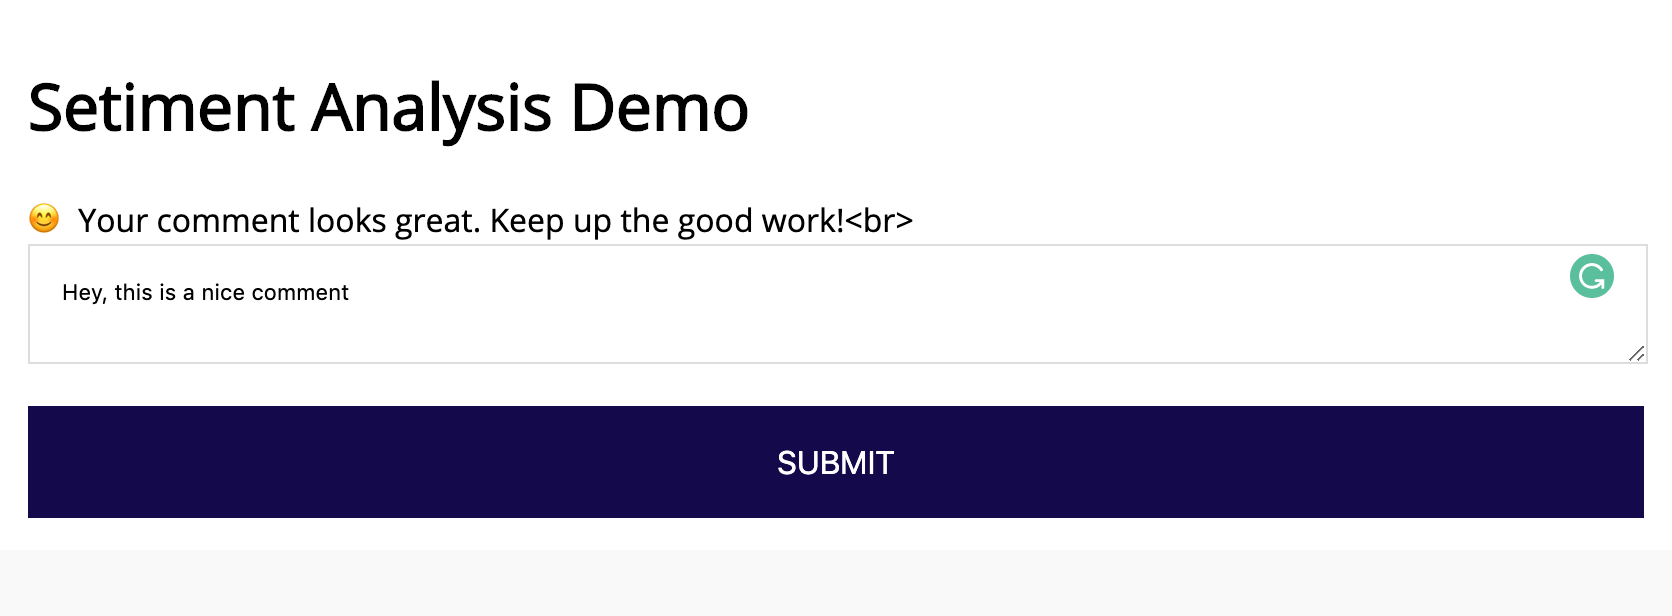 Setiment Analysis Demo
😊 Your comment looks great. Keep up the good work!<br>
Hey, this is a nice comment
SUBMIT